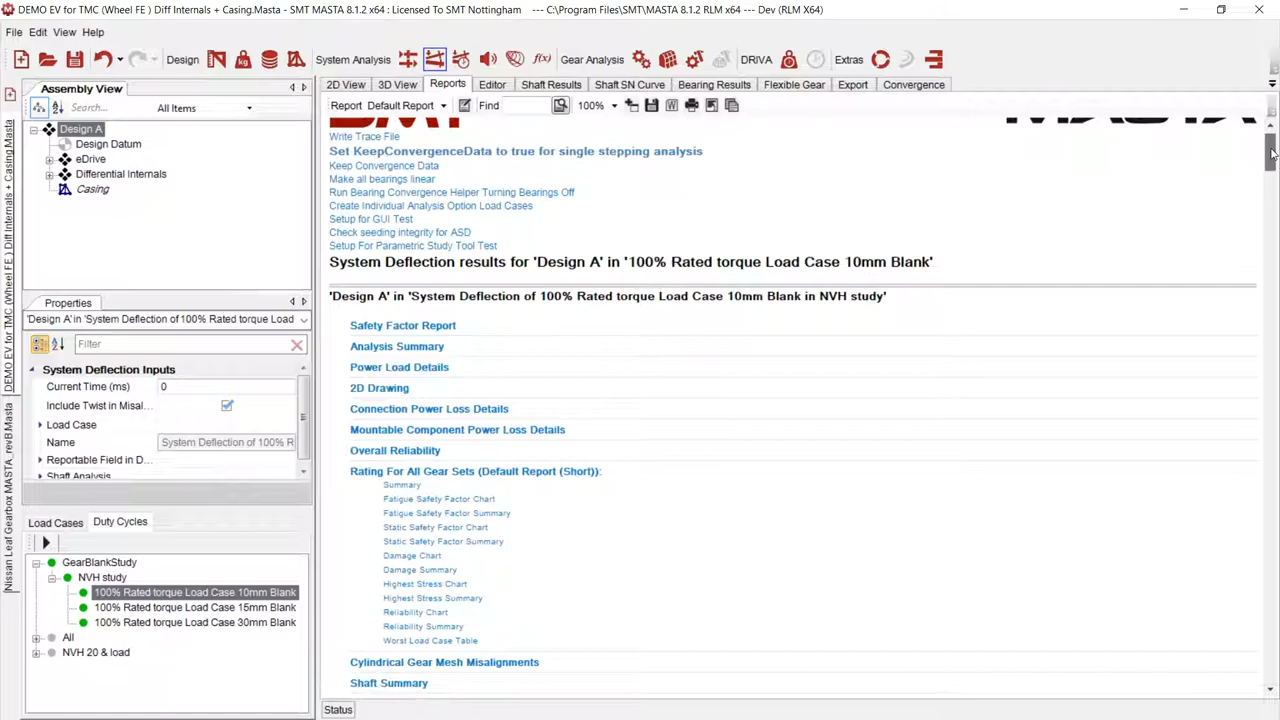 DEMO EV for TMC (Wheel FE ) Diff Internals + Casing.Masta - SMT MASTA 8.1.2 x64 : Licensed To SMT Nottingham --- C:\Program Files\SMT\MASTA 8.1.2 RLM x64 --- Dev (RLM X64)
File Edit View Help
Design System Analysis f(x) Gear Analysis DRIVA Extras
Assembly View
Search... All Items
Design A
Design Datum
eDrive
Differential Internals
Casing
DEMO EV for TMC (Wheel FE ) Diff Internals + Casing.Masta
Nissan Leaf Gearbox MASTA_revB.Masta
Properties
'Design A' in 'System Deflection of 100% Rated torque Load
Filter
System Deflection Inputs
Current Time (ms) 0
Include Twist in Misal...
Load Case
Name System Deflection of 100% R
Reportable Field in D...
Shaft Analysis
Load Cases Duty Cycles
GearBlankStudy
NVH study
100% Rated torque Load Case 10mm Blank
100% Rated torque Load Case 15mm Blank
100% Rated torque Load Case 30mm Blank
All
NVH 20 & load
2D View 3D View Reports Editor Shaft Results Shaft SN Curve Bearing Results Flexible Gear Export Convergence
Report Default Report Find 100%
Write Trace File
Set KeepConvergenceData to true for single stepping analysis
Keep Convergence Data
Make all bearings linear
Run Bearing Convergence Helper Turning Bearings Off
Create Individual Analysis Option Load Cases
Setup for GUI Test
Check seeding integrity for ASD
Setup For Parametric Study Tool Test
System Deflection results for 'Design A' in '100% Rated torque Load Case 10mm Blank'
'Design A' in 'System Deflection of 100% Rated torque Load Case 10mm Blank in NVH study'
Safety Factor Report
Analysis Summary
Power Load Details
2D Drawing
Connection Power Loss Details
Mountable Component Power Loss Details
Overall Reliability
Rating For All Gear Sets (Default Report (Short)):
Summary
Fatigue Safety Factor Chart
Fatigue Safety Factor Summary
Static Safety Factor Chart
Static Safety Factor Summary
Damage Chart
Damage Summary
Highest Stress Chart
Highest Stress Summary
Reliability Chart
Reliability Summary
Worst Load Case Table
Cylindrical Gear Mesh Misalignments
Shaft Summary
Status